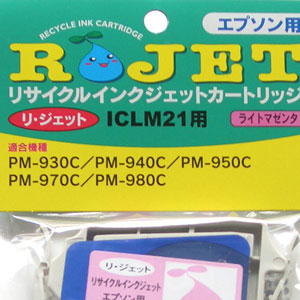 RECYCLE INK CARTRIDGE
エプソン用
RJET
リサイクルインクジェットカートリッジ
リ・ジェット
ICLM21用
ライトマゼンタ
適合機種
PM-930C／PM-940C／PM-950C
PM-970C／PM-980C
リ・ジェット
リサイクルインクジェット
エプソン用